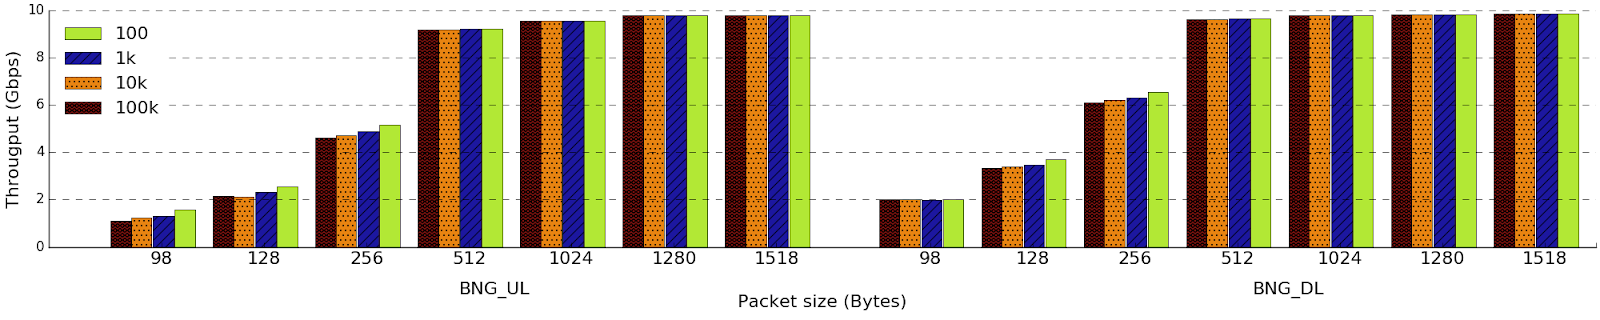 10
8
6
4
2
0
Througput (Gbps)
100
1k
10k
100k
98 128 256 512 1024 1280 1518 98 128 256 512 1024 1280 1518
BNG_UL BNG_DL
Packet size (Bytes)